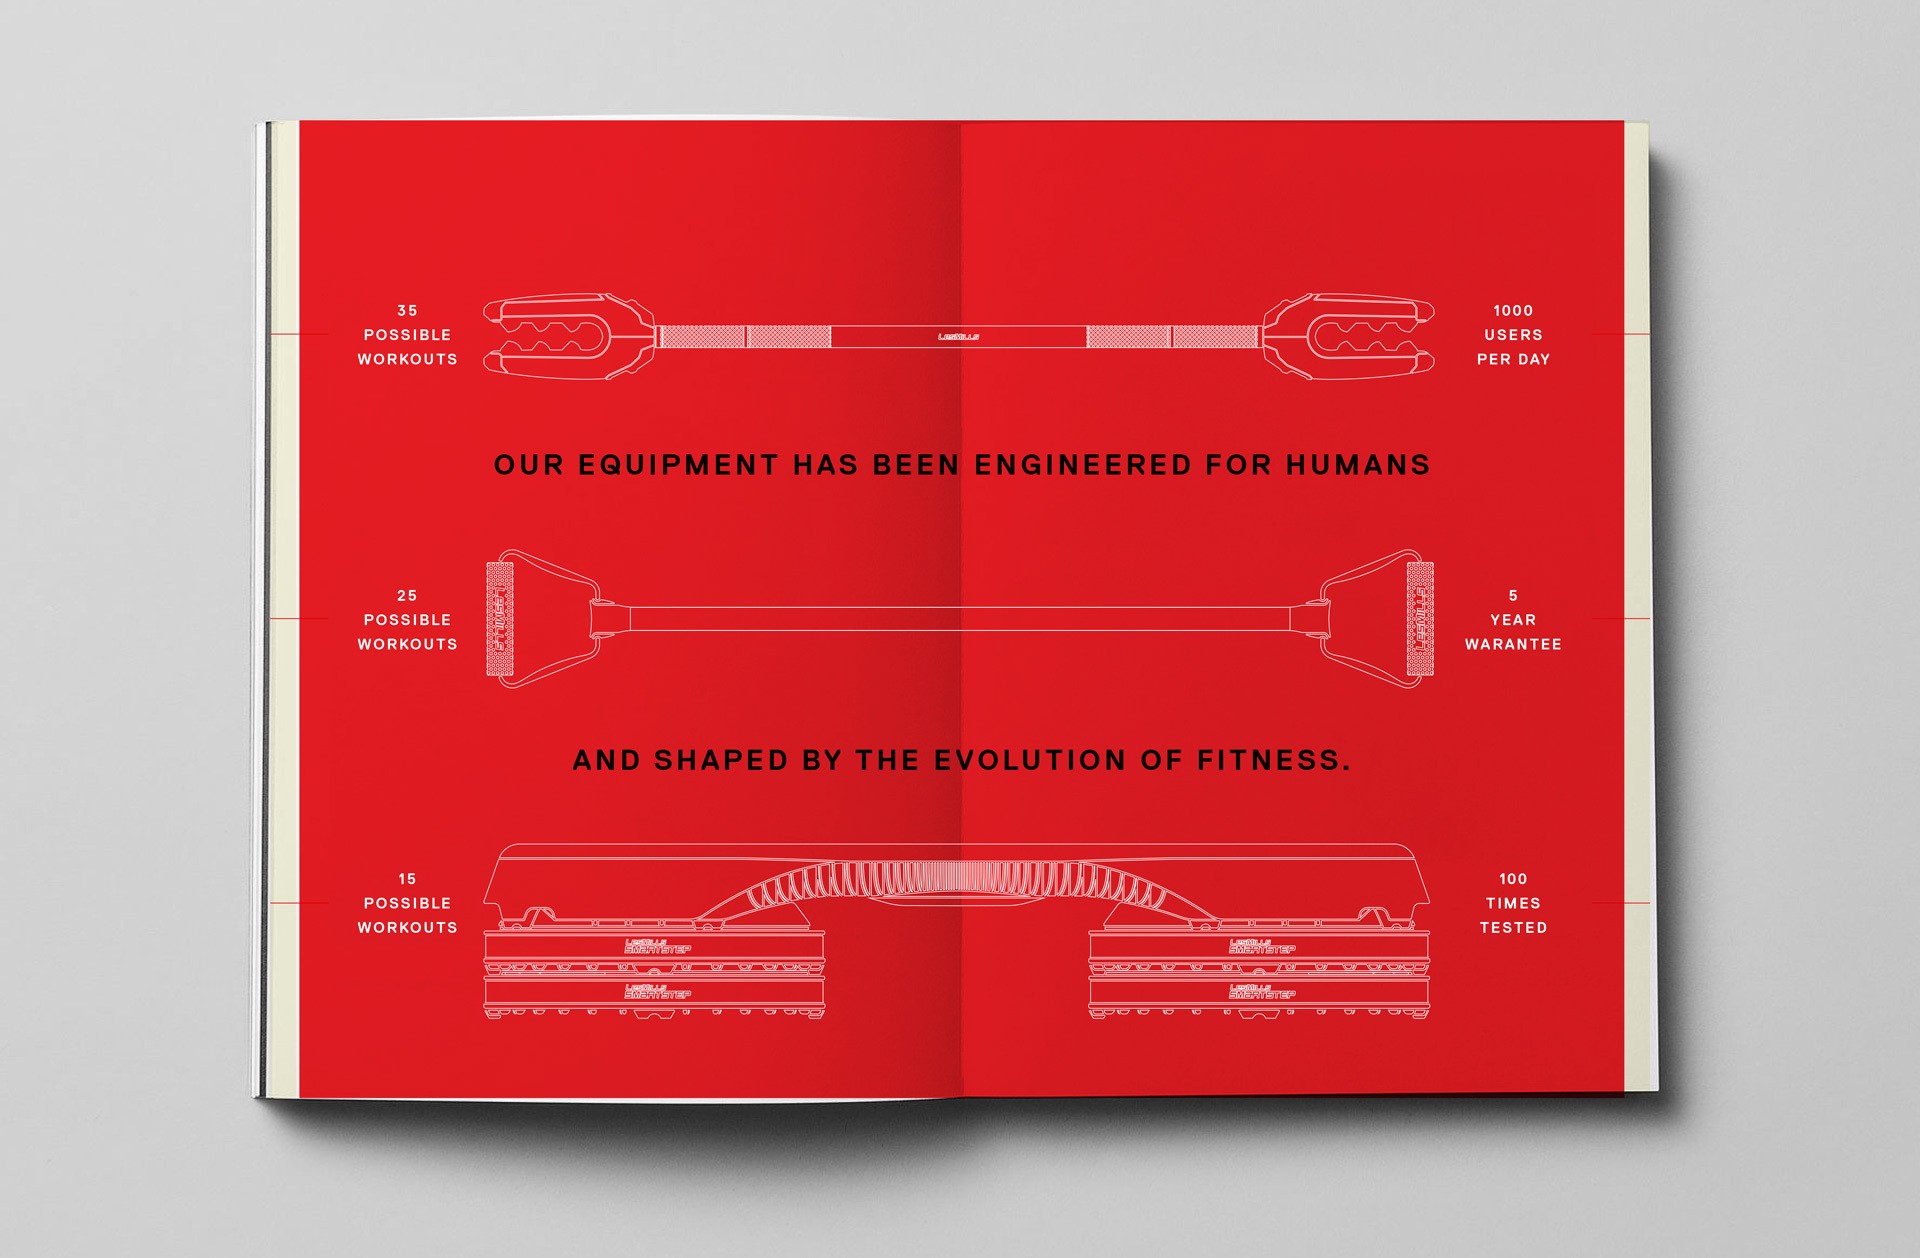 35
POSSIBLE
WORKOUTS
LESMILLS
1000
USERS
PER DAY
OUR EQUIPMENT HAS BEEN ENGINEERED FOR HUMANS
25
POSSIBLE
WORKOUTS
LESMILLS
LESMILLS
5
YEAR
WARANTEE
AND SHAPED BY THE EVOLUTION OF FITNESS.
15
POSSIBLE
WORKOUTS
100
TIMES
TESTED
LESMILLS
SMARTSTEP
LESMILLS
SMARTSTEP
LESMILLS
SMARTSTEP
LESMILLS
SMARTSTEP